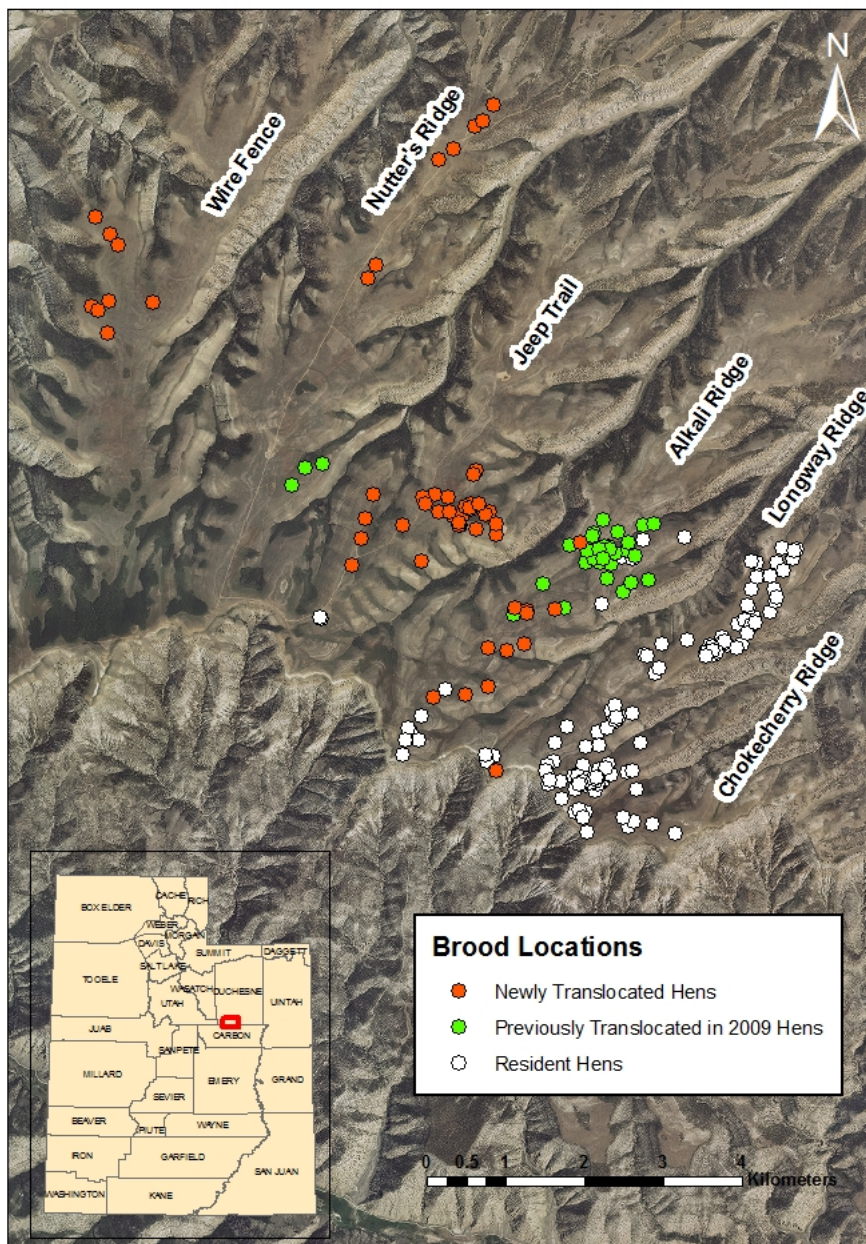 N
Wire Fence
Nutter's Ridge
Jeep Trail
Alkali Ridge
Longway Ridge
Chokecherry Ridge
BOX ELDER
CACHE
RICH
WEBER
MORGAN
DAVIS
SUMMIT
DAGGETT
SALT LAKE
TOOELE
WASATCH
DUCHESNE
UTAH
UINTAH
JUAB
CARBON
SANPETE
MILLARD
EMERY
GRAND
SEVIER
BEAVER
PIUTE
WAYNE
IRON
GARFIELD
SAN JUAN
WASHINGTON
KANE
Brood Locations
Newly Translocated Hens
Previously Translocated in 2009 Hens
Resident Hens
0 0.5 1 2 3 4
Kilometers